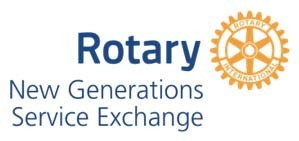 Rotary
New Generations
Service Exchange
ROTARY
INTERNATIONAL